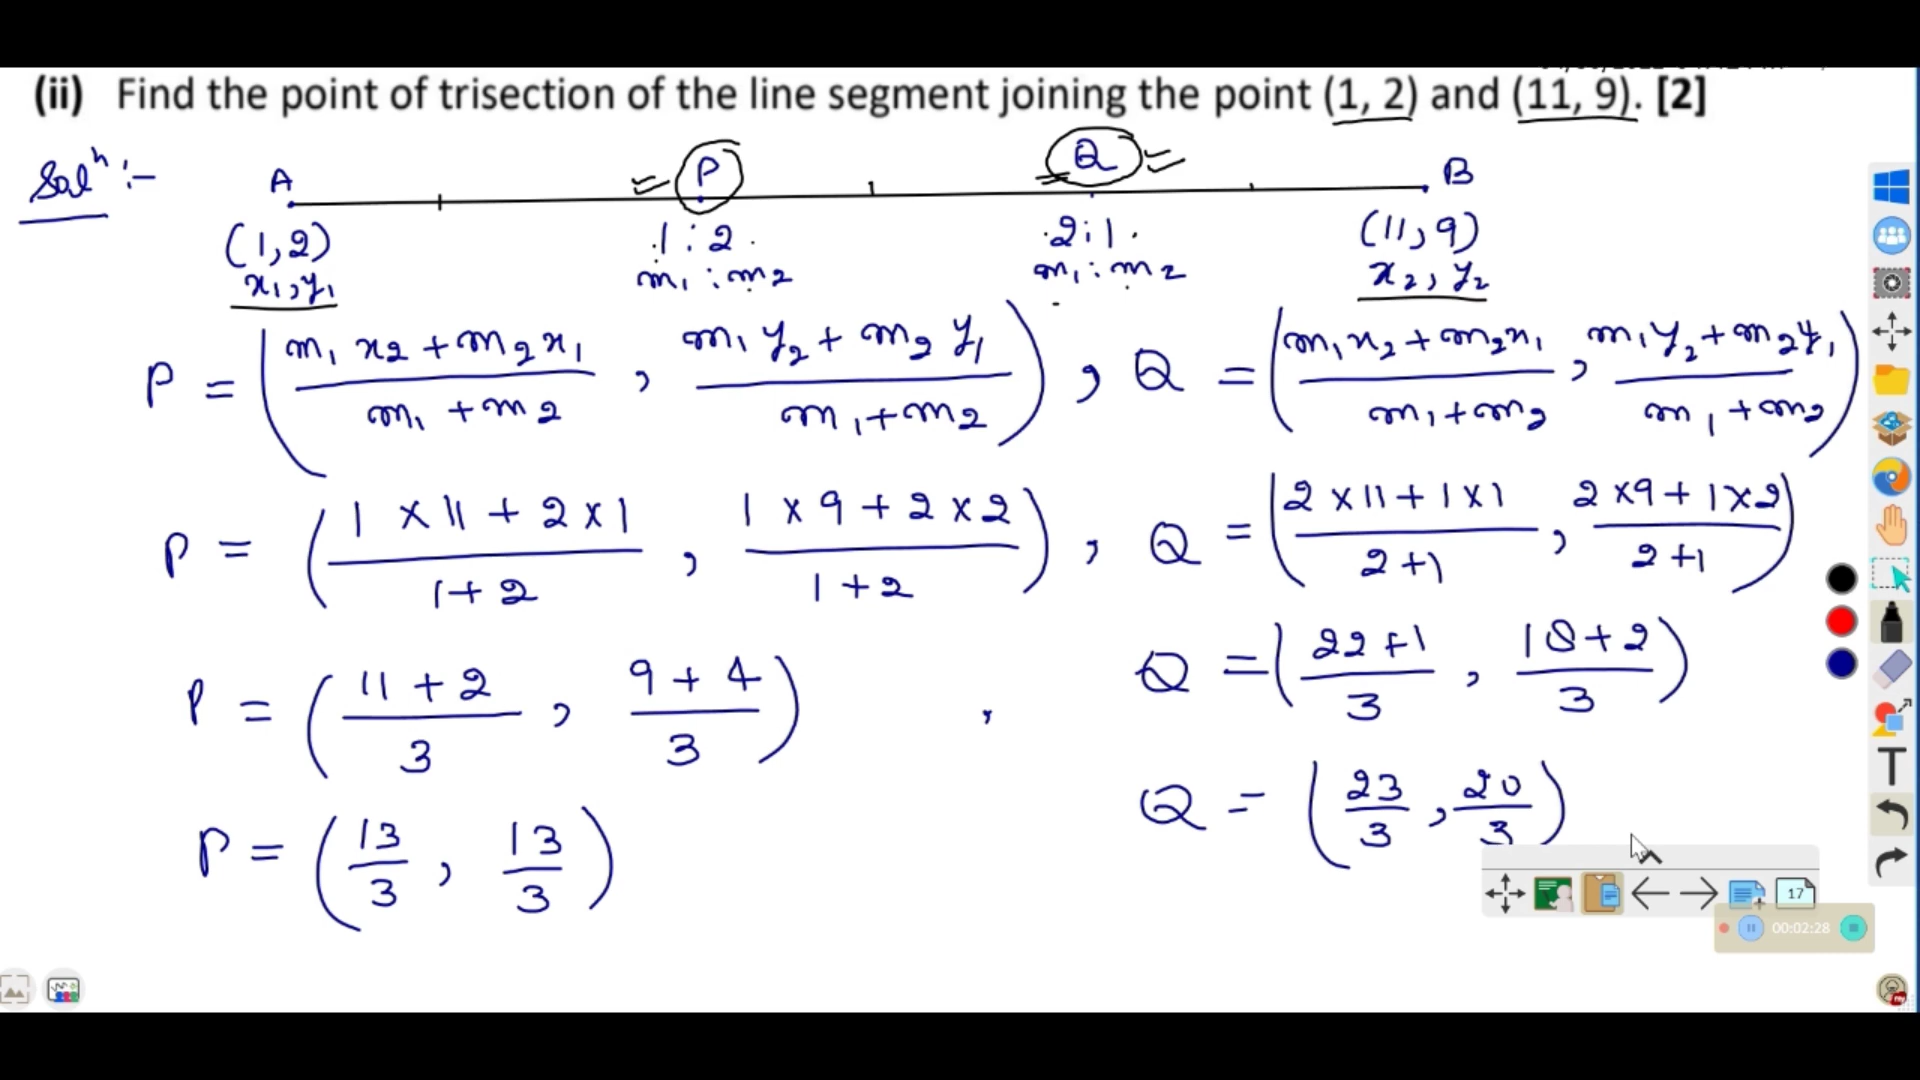 (ii) Find the point of trisection of the line segment joining the point (1, 2) and (11, 9). [2]
Solⁿ :-
A P Q B
(1,2) 1 : 2 2 : 1 (11, 9)
x₁, y₁ m₁ : m₂ m₁ : m₂ x₂, y₂
P = ( (m₁x₂ + m₂x₁)/(m₁ + m₂) , (m₁y₂ + m₂y₁)/(m₁ + m₂) ) , Q = ( (m₁x₂ + m₂x₁)/(m₁ + m₂) , (m₁y₂ + m₂y₁)/(m₁ + m₂) )
P = ( (1 × 11 + 2 × 1)/(1 + 2) , (1 × 9 + 2 × 2)/(1 + 2) ) , Q = ( (2 × 11 + 1 × 1)/(2 + 1) , (2 × 9 + 1 × 2)/(2 + 1) )
P = ( (11 + 2)/3 , (9 + 4)/3 ) , Q = ( (22 + 1)/3 , (18 + 2)/3 )
P = ( 13/3 , 13/3 ) Q = ( 23/3 , 20/3 )
T
17
00:02:28